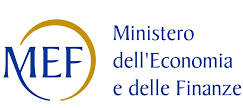 MEF
Ministero
dell'Economia
e delle Finanze